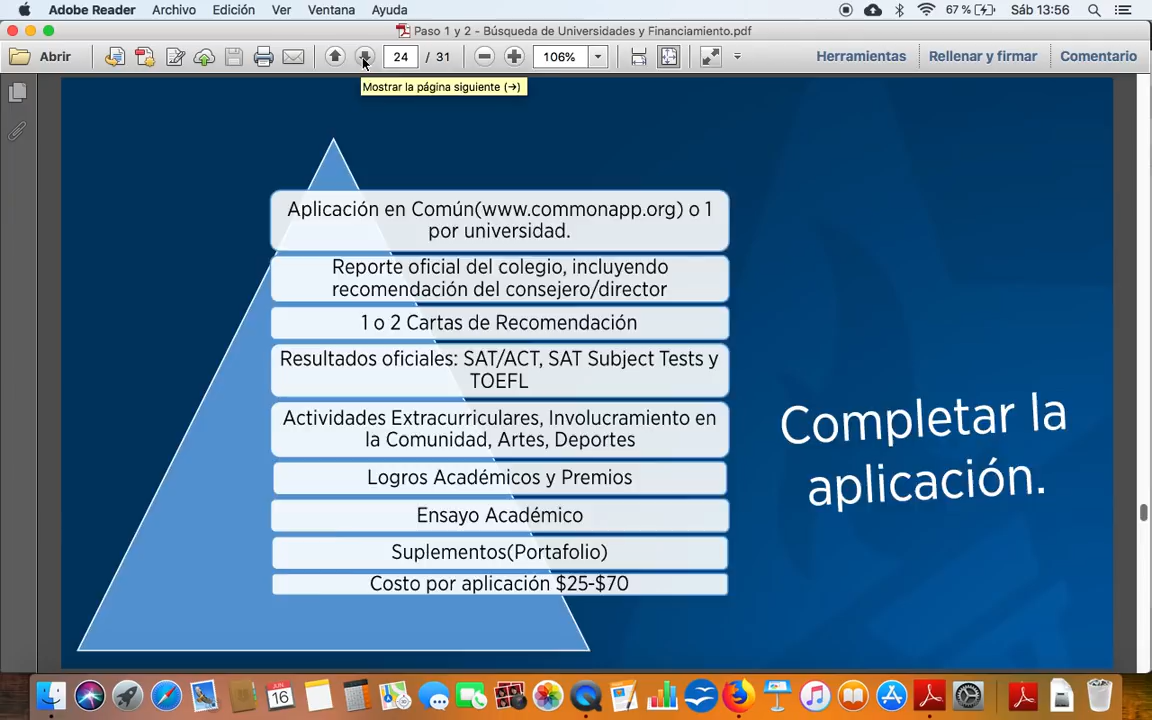 Adobe Reader Archivo Edición Ver Ventana Ayuda 67 % Sáb 13:56
Paso 1 y 2 - Búsqueda de Universidades y Financiamiento.pdf
Abrir 24 / 31 106% Herramientas Rellenar y firmar Comentario
Mostrar la página siguiente (→)
Aplicación en Común(www.commonapp.org) o 1
por universidad.
Reporte oficial del colegio, incluyendo
recomendación del consejero/director
1 o 2 Cartas de Recomendación
Resultados oficiales: SAT/ACT, SAT Subject Tests y
TOEFL
Actividades Extracurriculares, Involucramiento en
la Comunidad, Artes, Deportes
Logros Académicos y Premios
Ensayo Académico
Suplementos(Portafolio)
Costo por aplicación $25-$70
Completar la
aplicación.
JUN
16